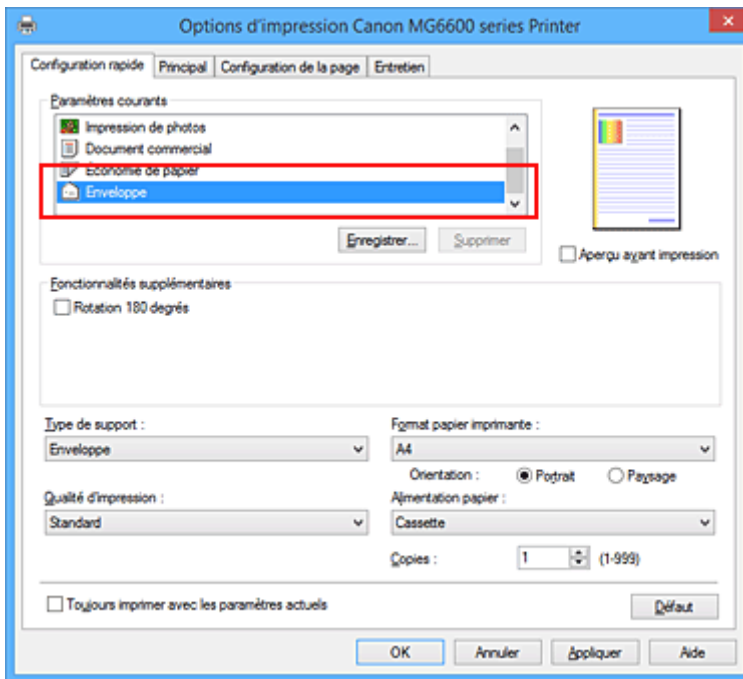 Options d'impression Canon MG6600 series Printer
Configuration rapide Principal Configuration de la page Entretien
Paramètres courants
Impression de photos
Document commercial
Économie de papier
Enveloppe
Enregistrer... Supprimer
Aperçu avant impression
Fonctionnalités supplémentaires
Rotation 180 degrés
Type de support : Format papier imprimante :
Enveloppe A4
Orientation : Portrait Paysage
Qualité d'impression : Alimentation papier :
Standard Cassette
Copies : 1 (1-999)
Toujours imprimer avec les paramètres actuels Défaut
OK Annuler Appliquer Aide